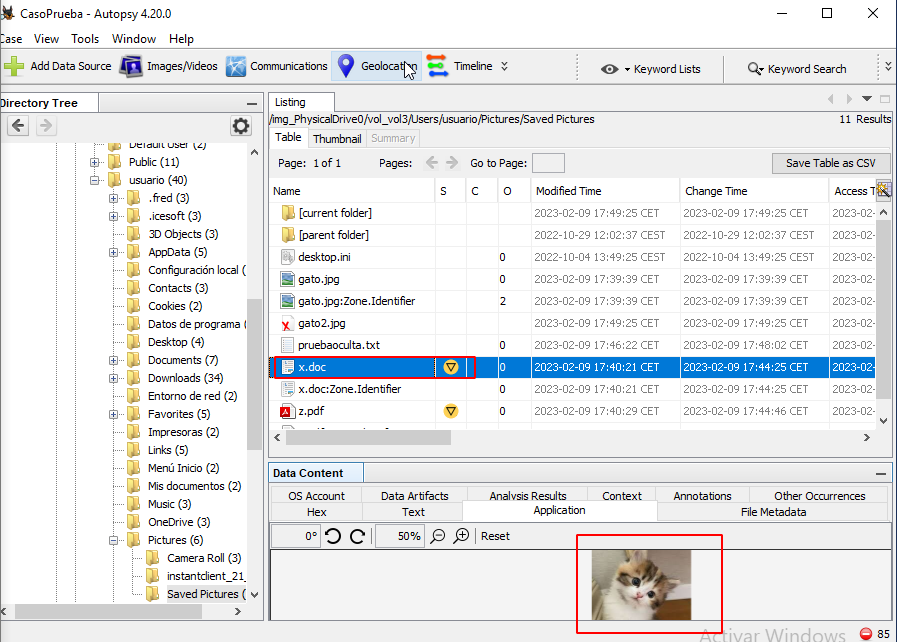 CasoPrueba - Autopsy 4.20.0
Case View Tools Window Help
Add Data Source Images/Videos Communications Geolocation Timeline Keyword Lists Keyword Search
Directory Tree
Default User (2)
Public (11)
usuario (40)
.fred (3)
.icesoft (3)
3D Objects (3)
AppData (5)
Configuración local (
Contacts (3)
Cookies (2)
Datos de programa (
Desktop (4)
Documents (7)
Downloads (34)
Entorno de red (2)
Favorites (5)
Impresoras (2)
Links (5)
Menú Inicio (2)
Mis documentos (2)
Music (3)
OneDrive (3)
Pictures (6)
Camera Roll (3)
instantclient_21_
Saved Pictures (
Listing
/img_PhysicalDrive0/vol_vol3/Users/usuario/Pictures/Saved Pictures 11 Results
Table Thumbnail Summary
Page: 1 of 1 Pages: Go to Page: Save Table as CSV
Name S C O Modified Time Change Time Access T
[current folder] 2023-02-09 17:49:25 CET 2023-02-09 17:49:25 CET 2023-02-
[parent folder] 2022-10-29 12:02:37 CEST 2022-10-29 12:02:37 CEST 2023-02-
desktop.ini 0 2022-10-04 13:49:25 CEST 2022-10-04 13:49:25 CEST 2023-02-
gato.jpg 0 2023-02-09 17:39:39 CET 2023-02-09 17:39:39 CET 2023-02-
gato.jpg:Zone.Identifier 2 2023-02-09 17:39:39 CET 2023-02-09 17:39:39 CET 2023-02-
gato2.jpg 2023-02-09 17:49:25 CET 2023-02-09 17:49:25 CET 2023-02-
pruebaoculta.txt 0 2023-02-09 17:46:22 CET 2023-02-09 17:48:02 CET 2023-02-
x.doc 0 2023-02-09 17:40:21 CET 2023-02-09 17:44:25 CET 2023-02-
x.doc:Zone.Identifier 0 2023-02-09 17:40:21 CET 2023-02-09 17:44:25 CET 2023-02-
z.pdf 0 2023-02-09 17:40:29 CET 2023-02-09 17:44:46 CET 2023-02-
Data Content
OS Account Data Artifacts Analysis Results Context Annotations Other Occurrences
Hex Text Application File Metadata
0° 50% Reset
Activar Windows
85